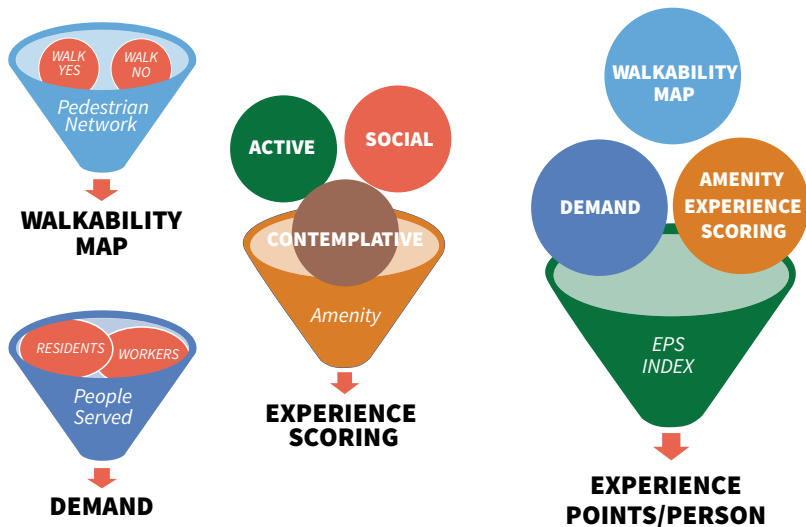 WALK
YES
WALK
NO
Pedestrian
Network
WALKABILITY
MAP
RESIDENTS
WORKERS
People
Served
DEMAND
ACTIVE
SOCIAL
CONTEMPLATIVE
Amenity
EXPERIENCE
SCORING
WALKABILITY
MAP
DEMAND
AMENITY
EXPERIENCE
SCORING
EPS
INDEX
EXPERIENCE
POINTS/PERSON